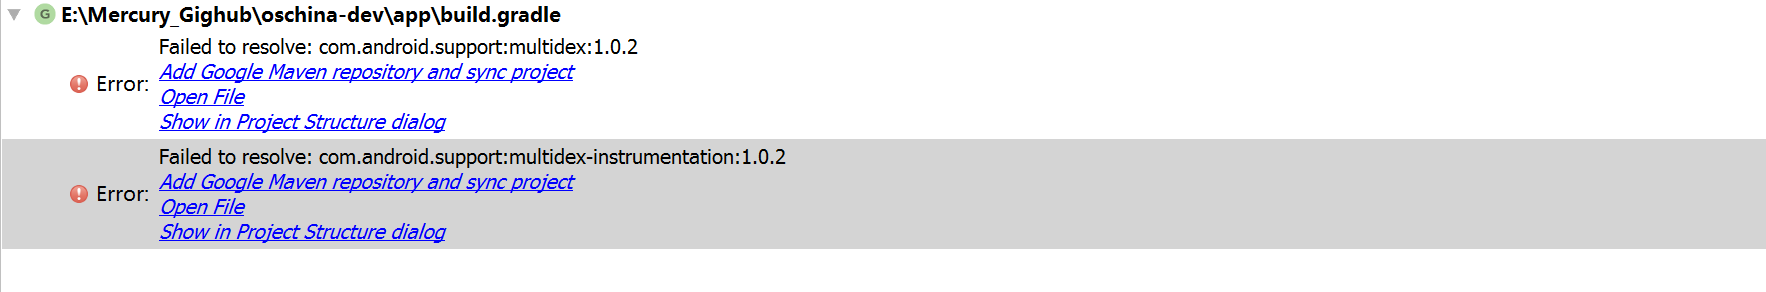 G E:\Mercury_Gighub\oschina-dev\app\build.gradle
Failed to resolve: com.android.support:multidex:1.0.2
Error: Add Google Maven repository and sync project
Open File
Show in Project Structure dialog
Failed to resolve: com.android.support:multidex-instrumentation:1.0.2
Error: Add Google Maven repository and sync project
Open File
Show in Project Structure dialog